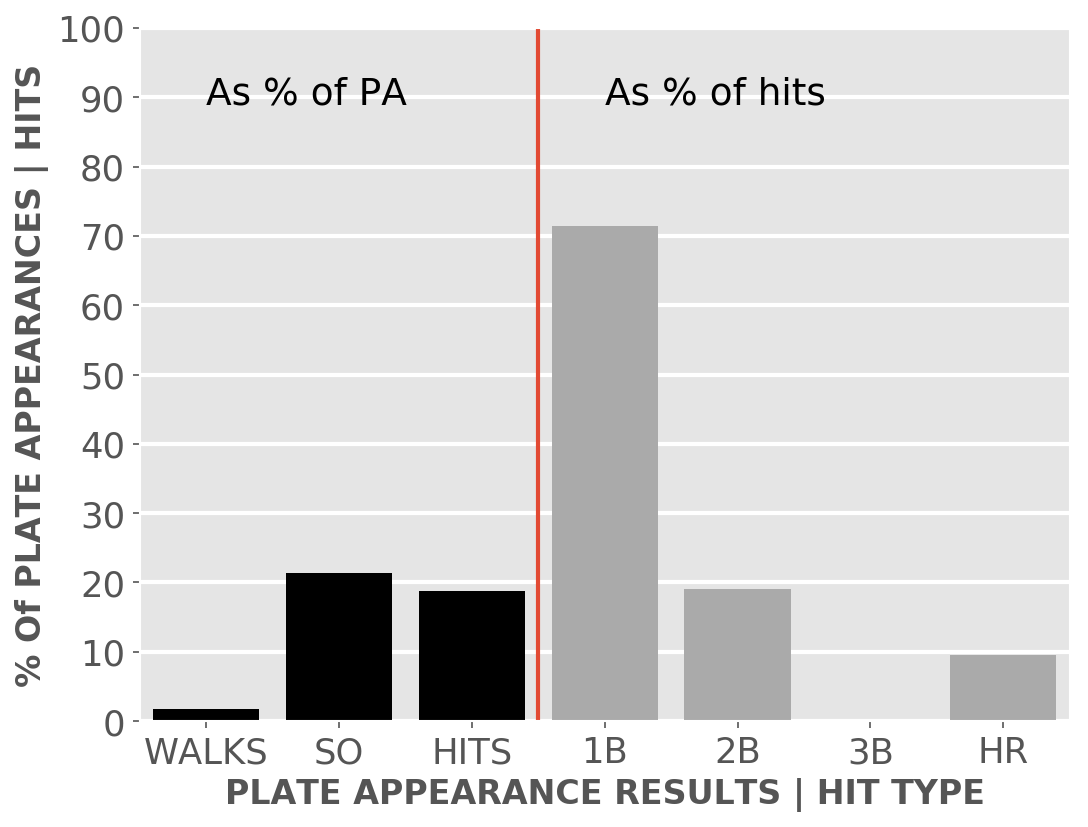 % Of PLATE APPEARANCES | HITS
100
90
80
70
60
50
40
30
20
10
0
As % of PA
As % of hits
WALKS SO HITS 1B 2B 3B HR
PLATE APPEARANCE RESULTS | HIT TYPE